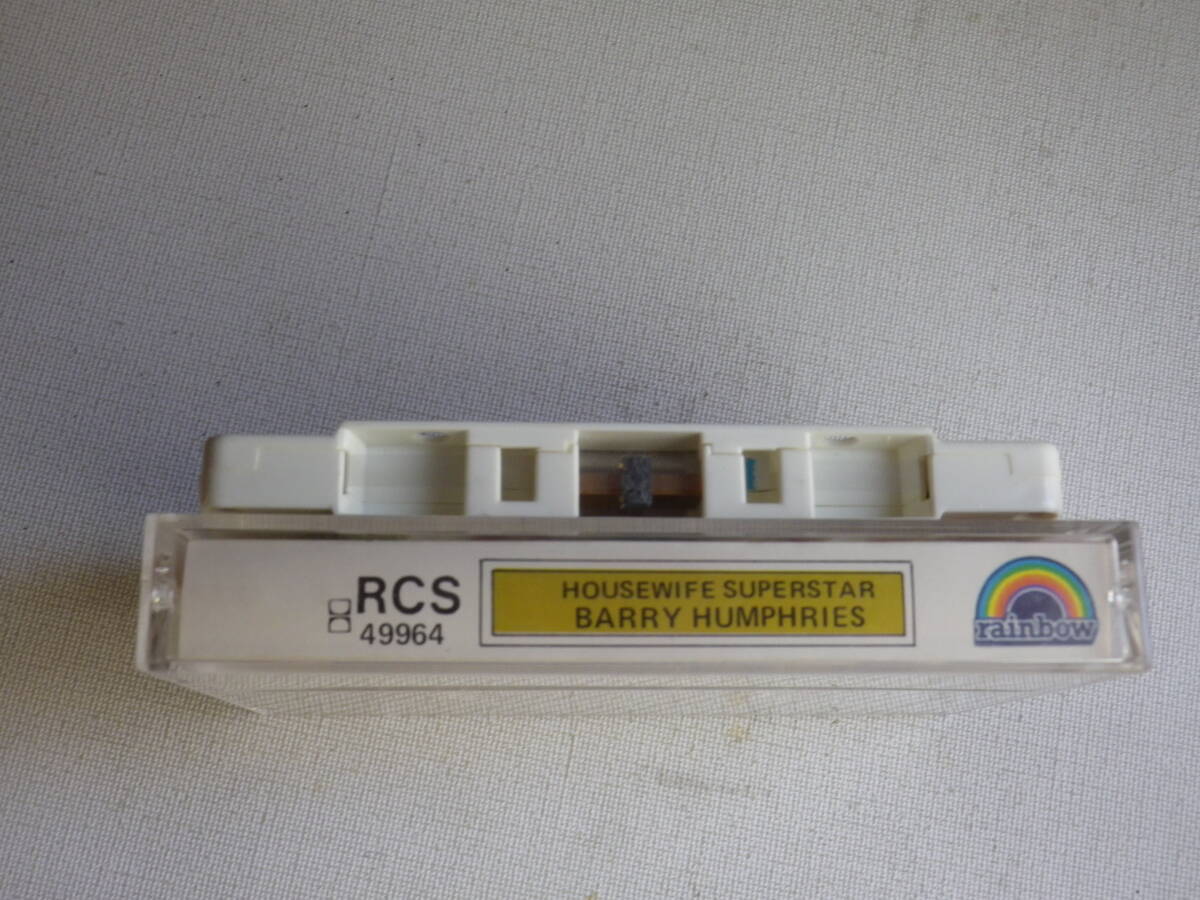 RCS
49964
HOUSEWIFE SUPERSTAR
BARRY HUMPHRIES
rainbow